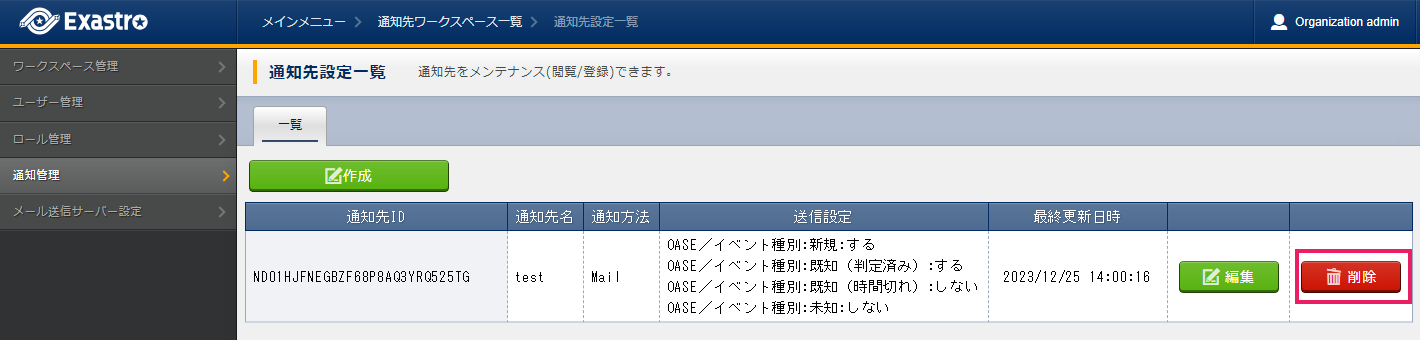 Exastro
メインメニュー 通知先ワークスペース一覧 通知先設定一覧
Organization admin
ワークスペース管理
ユーザー管理
ロール管理
通知管理
メール送信サーバー設定
通知先設定一覧 通知先をメンテナンス(閲覧/登録)できます。
一覧
作成
通知先ID 通知先名 通知方法 送信設定 最終更新日時
ND01HJFNEGBZF68P8AQ3YRQ525TG test Mail
OASE／イベント種別:新規:する
OASE／イベント種別:既知（判定済み）:する
OASE／イベント種別:既知（時間切れ）:しない
OASE／イベント種別:未知:しない
2023/12/25 14:00:16 編集 削除